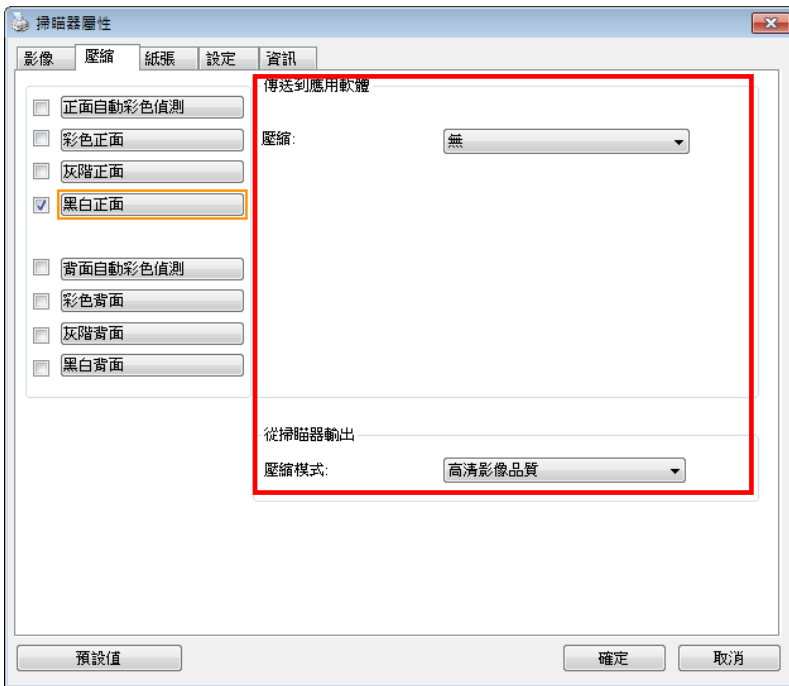 掃瞄器屬性
影像 壓縮 紙張 設定 資訊
正面自動彩色偵測
彩色正面
灰階正面
黑白正面
背面自動彩色偵測
彩色背面
灰階背面
黑白背面
傳送到應用軟體
壓縮: 無
從掃瞄器輸出
壓縮模式: 高清影像品質
預設值 確定 取消